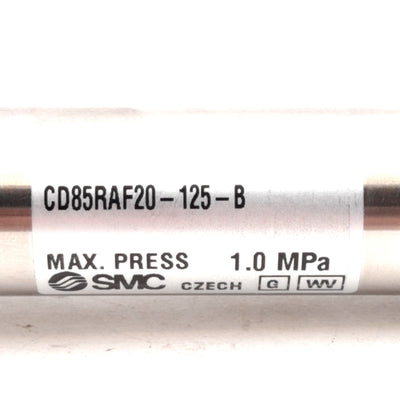 CD85RAF20-125-B
MAX. PRESS 1.0 MPa
SMC CZECH G WV